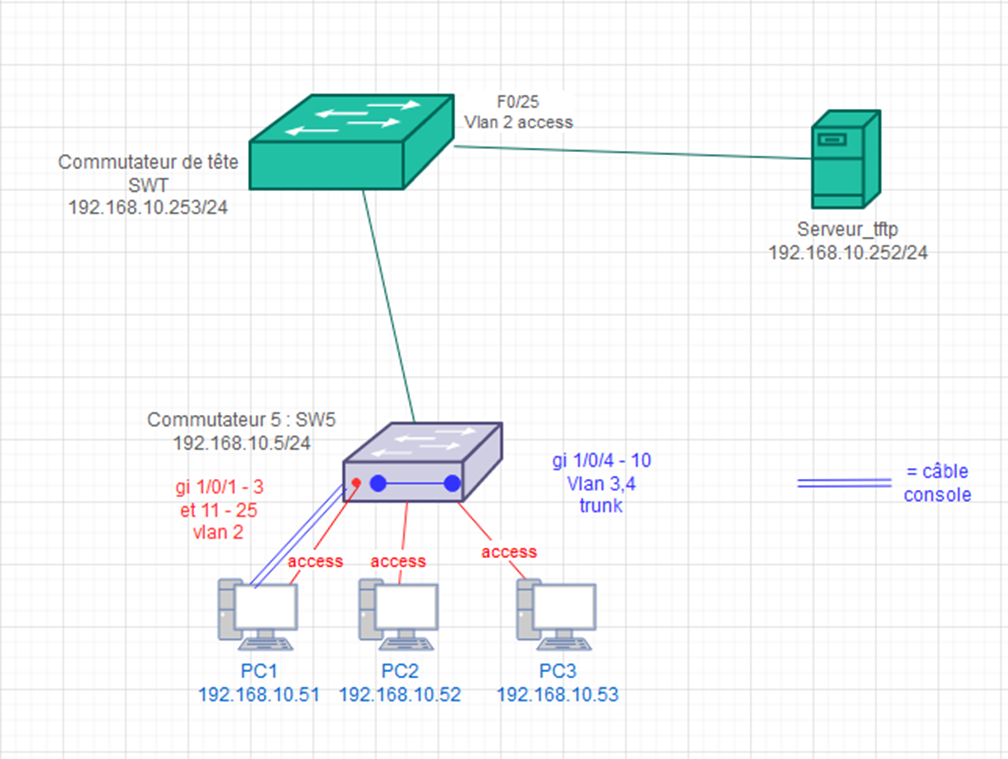 F0/25
Vlan 2 access
Commutateur de tête
SWT
192.168.10.253/24
Serveur_tftp
192.168.10.252/24
Commutateur 5 : SW5
192.168.10.5/24
gi 1/0/1 - 3
et 11 - 25
vlan 2
gi 1/0/4 - 10
Vlan 3,4
trunk
= câble
console
access
access
access
PC1
192.168.10.51
PC2
192.168.10.52
PC3
192.168.10.53